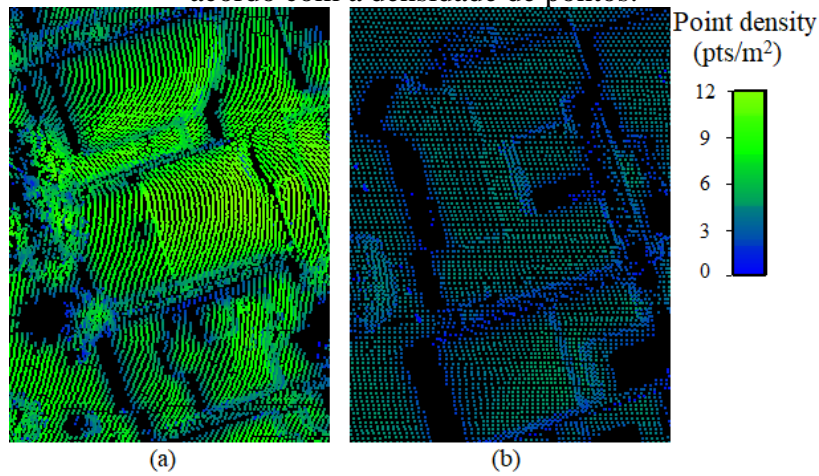 acordo com a densidade de pontos.
Point density
(pts/m²)
12
9
6
3
0
(a)
(b)